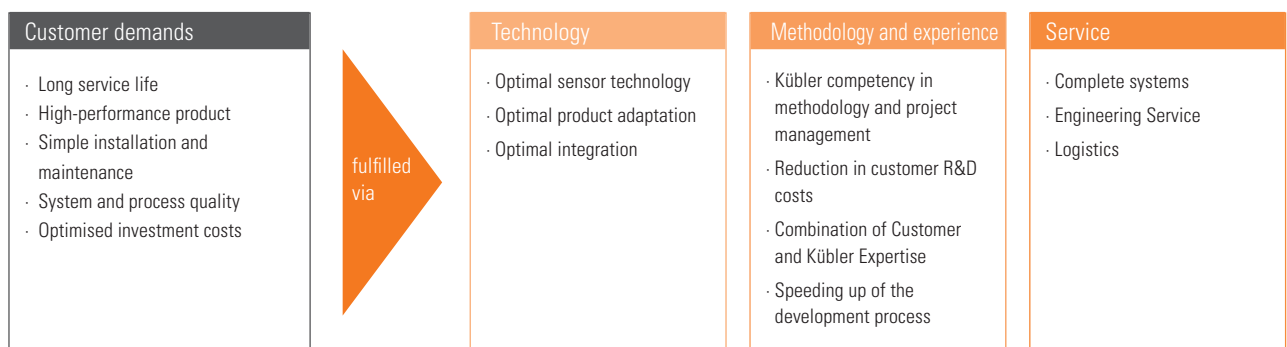 Customer demands
· Long service life
· High-performance product
· Simple installation and
maintenance
· System and process quality
· Optimised investment costs
fulfilled
via
Technology
· Optimal sensor technology
· Optimal product adaptation
· Optimal integration
Methodology and experience
· Kübler competency in
methodology and project
management
· Reduction in customer R&D
costs
· Combination of Customer
and Kübler Expertise
· Speeding up of the
development process
Service
· Complete systems
· Engineering Service
· Logistics